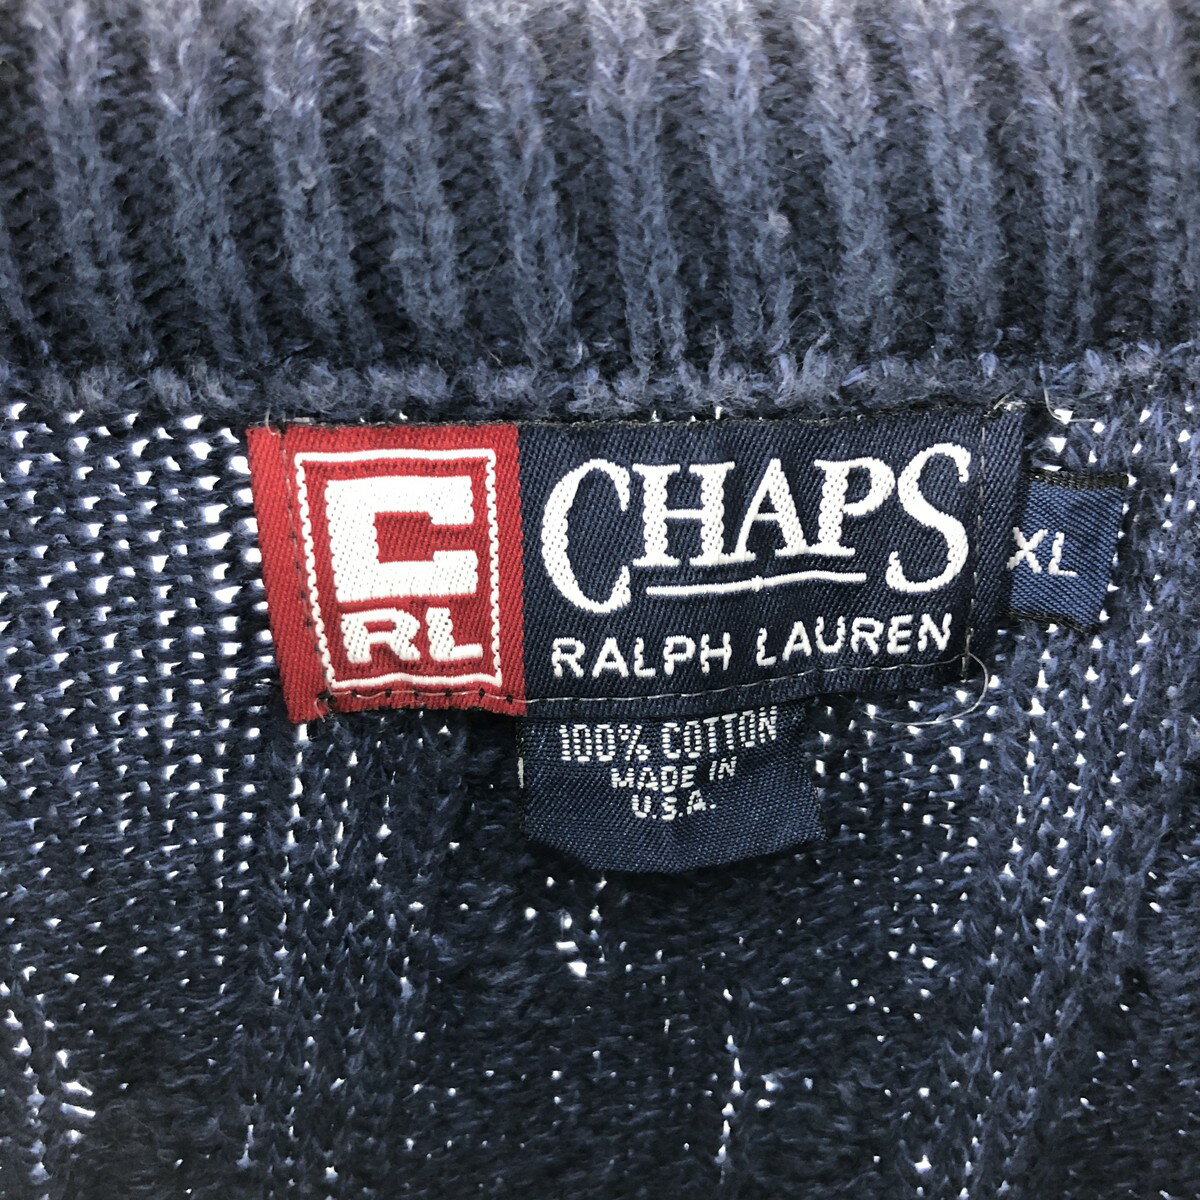 C
RL
CHAPS
RALPH LAUREN
XL
100% COTTON
MADE IN
U.S.A.